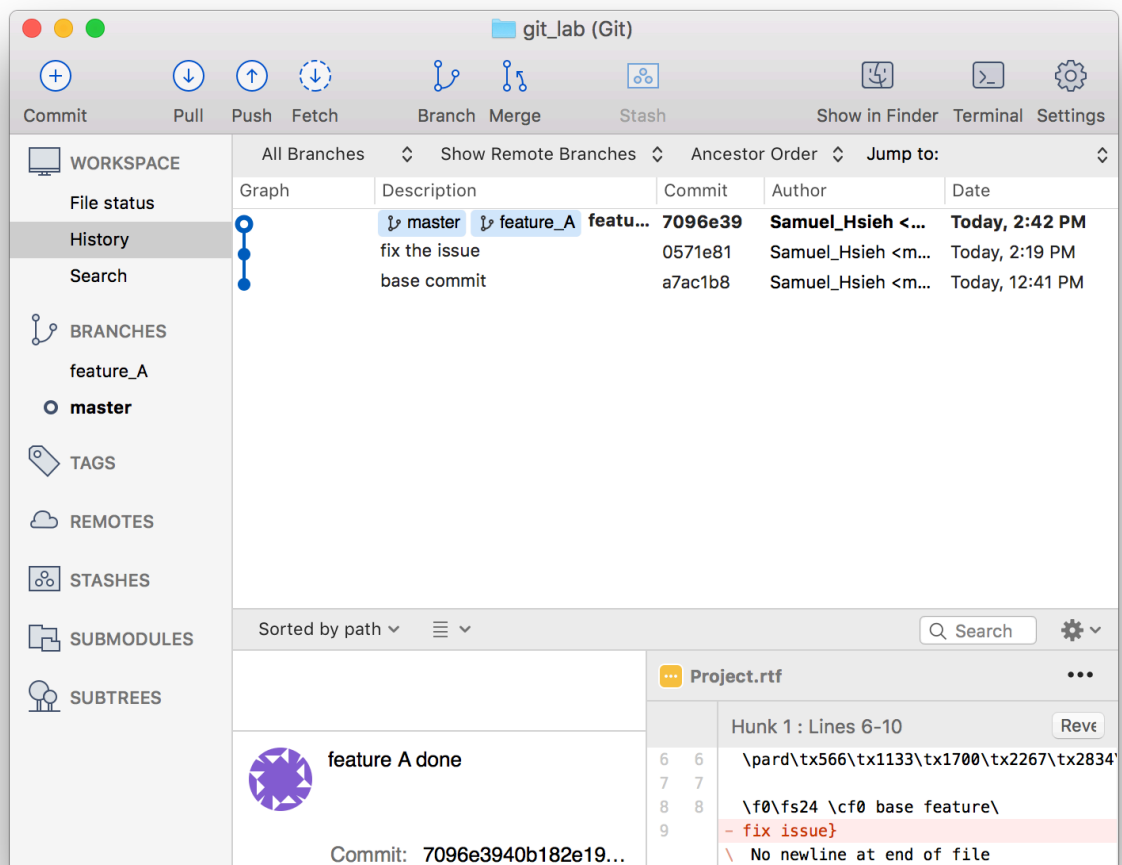 git_lab (Git)
Commit Pull Push Fetch Branch Merge Stash Show in Finder Terminal Settings
WORKSPACE
File status
History
Search
BRANCHES
feature_A
master
TAGS
REMOTES
STASHES
SUBMODULES
SUBTREES
All Branches Show Remote Branches Ancestor Order Jump to:
Graph Description Commit Author Date
master feature_A featu... 7096e39 Samuel_Hsieh <... Today, 2:42 PM
fix the issue 0571e81 Samuel_Hsieh <m... Today, 2:19 PM
base commit a7ac1b8 Samuel_Hsieh <m... Today, 12:41 PM
Sorted by path Search
feature A done
Commit: 7096e3940b182e19...
Project.rtf
Hunk 1 : Lines 6-10 Reve
6 6 \pard\tx566\tx1133\tx1700\tx2267\tx2834\
7 7
8 8 \f0\fs24 \cf0 base feature\
9 - fix issue}
\ No newline at end of file